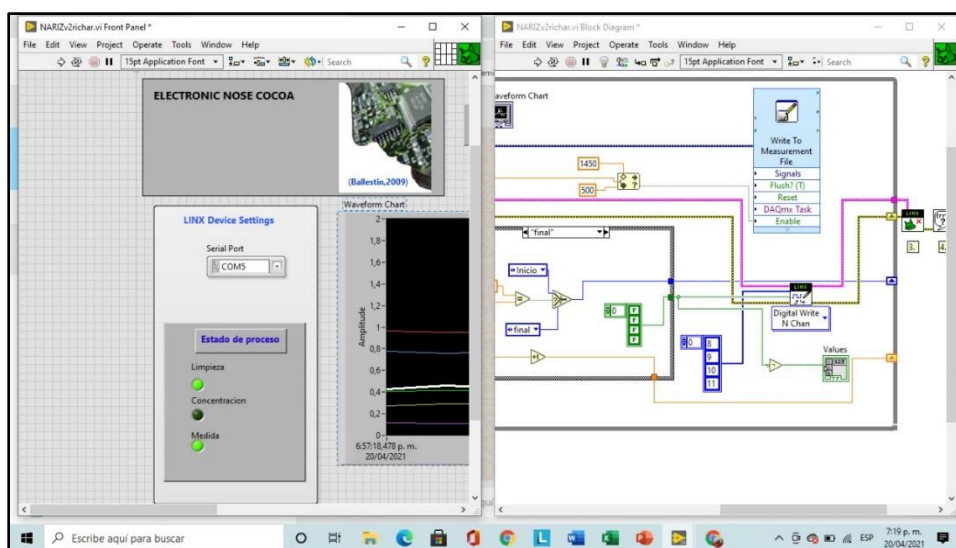 NARIZv2richar.vi Front Panel *
File Edit View Project Operate Tools Window Help
15pt Application Font
Search
ELECTRONIC NOSE COCOA
(Ballestin,2009)
LINX Device Settings
Serial Port
COM5
Estado de proceso
Limpieza
Concentracion
Medida
Waveform Chart
Amplitude
2
1,8
1,6
1,4
1,2
1
0,8
0,6
0,4
0,2
0
6:57:18,478 p. m.
20/04/2021
NARIZv2richar.vi Block Diagram *
File Edit View Project Operate Tools Window Help
15pt Application Font
Search
aveform Chart
Write To
Measurement
File
Signals
Flush? (T)
Reset
DAQmx Task
Enable
1450
500
"final"
Inicio
final
+1
0
F
F
F
F
0
8
9
10
11
LINX
Digital Write
N Chan
Values
LINX
3.
4.
Escribe aquí para buscar
ESP
7:19 p. m.
20/04/2021